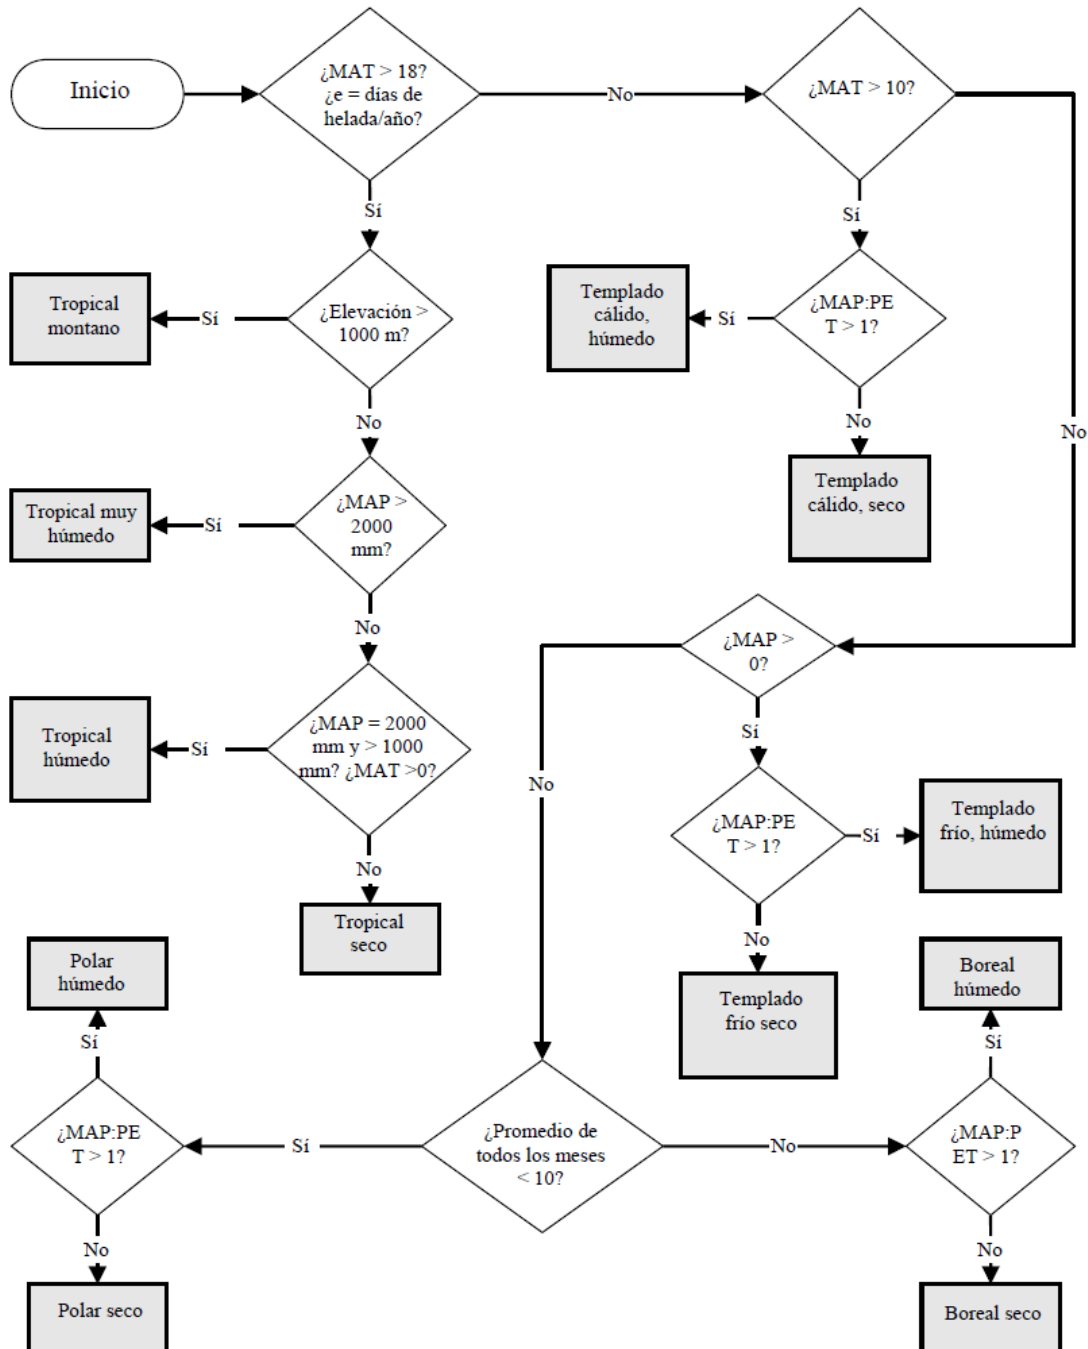 Inicio
¿MAT > 18?
¿e = días de
helada/año?
No
¿MAT > 10?
Sí
Sí
Tropical
montano
Sí
¿Elevación >
1000 m?
Templado
cálido,
húmedo
Sí
¿MAP:PE
T > 1?
No
No
No
Templado
cálido, seco
Tropical muy
húmedo
Sí
¿MAP >
2000
mm?
No
¿MAP >
0?
Tropical
húmedo
Sí
¿MAP = 2000
mm y > 1000
mm? ¿MAT >0?
Sí
No
¿MAP:PE
T > 1?
Sí
Templado
frío, húmedo
No
Tropical
seco
No
Templado
frío seco
Polar
húmedo
Boreal
húmedo
Sí
Sí
¿MAP:PE
T > 1?
Sí
¿Promedio de
todos los meses
< 10?
No
¿MAP:P
ET > 1?
No
No
Polar seco
Boreal seco